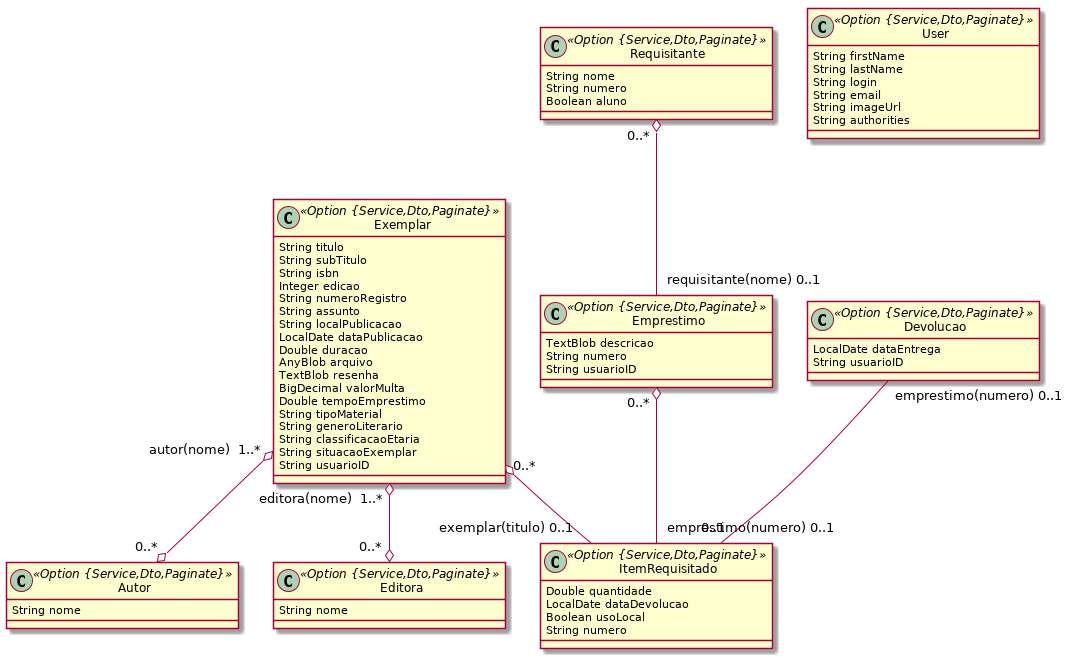 C
«Option {Service,Dto,Paginate}»
Requisitante
String nome
String numero
Boolean aluno
C
«Option {Service,Dto,Paginate}»
User
String firstName
String lastName
String login
String email
String imageUrl
String authorities
0..*
requisitante(nome) 0..1
C
«Option {Service,Dto,Paginate}»
Exemplar
String titulo
String subTitulo
String isbn
Integer edicao
String numeroRegistro
String assunto
String localPublicacao
LocalDate dataPublicacao
Double duracao
AnyBlob arquivo
TextBlob resenha
BigDecimal valorMulta
Double tempoEmprestimo
String tipoMaterial
String generoLiterario
String classificacaoEtaria
String situacaoExemplar
String usuarioID
C
«Option {Service,Dto,Paginate}»
Emprestimo
TextBlob descricao
String numero
String usuarioID
C
«Option {Service,Dto,Paginate}»
Devolucao
LocalDate dataEntrega
String usuarioID
0..*
emprestimo(numero) 0..1
autor(nome) 1..*
0..*
editora(nome) 1..*
0..*
0..*
exemplar(titulo) 0..1
emprestimo(numero) 0..1
0..1
C
«Option {Service,Dto,Paginate}»
Autor
String nome
C
«Option {Service,Dto,Paginate}»
Editora
String nome
C
«Option {Service,Dto,Paginate}»
ItemRequisitado
Double quantidade
LocalDate dataDevolucao
Boolean usoLocal
String numero